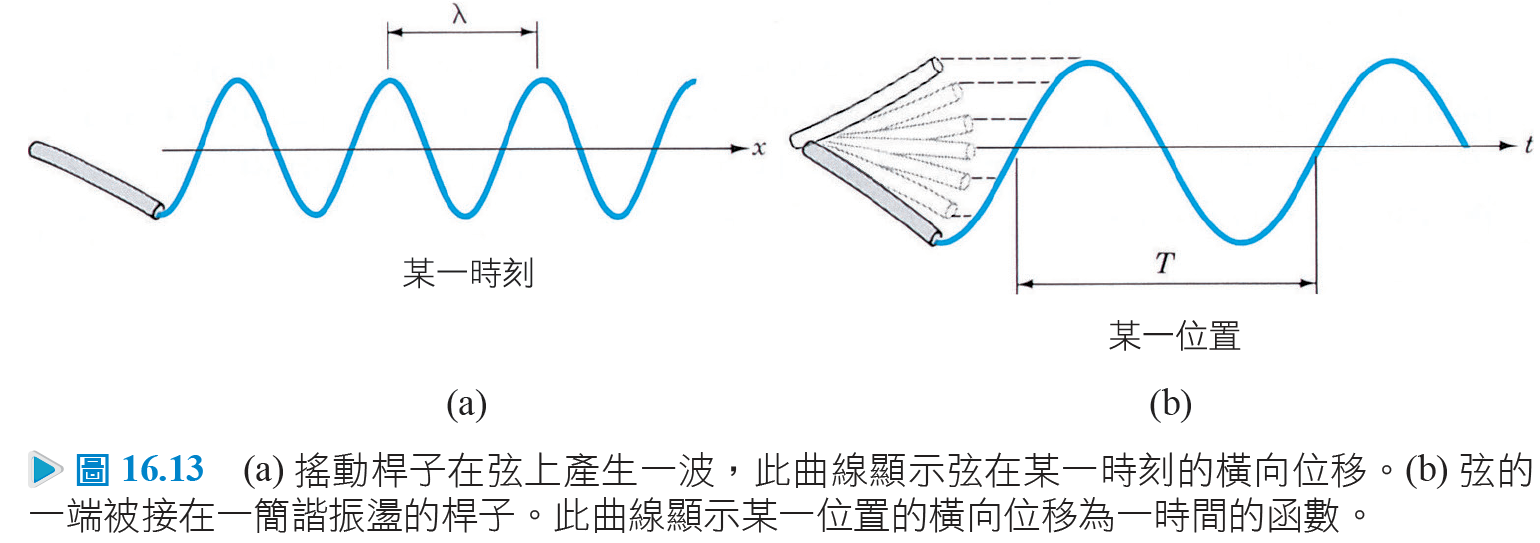 λ
x
t
T
某一時刻
某一位置
(a)
(b)
圖 16.13 (a) 搖動桿子在弦上產生一波，此曲線顯示弦在某一時刻的橫向位移。(b) 弦的
一端被接在一簡諧振盪的桿子。此曲線顯示某一位置的橫向位移為一時間的函數。